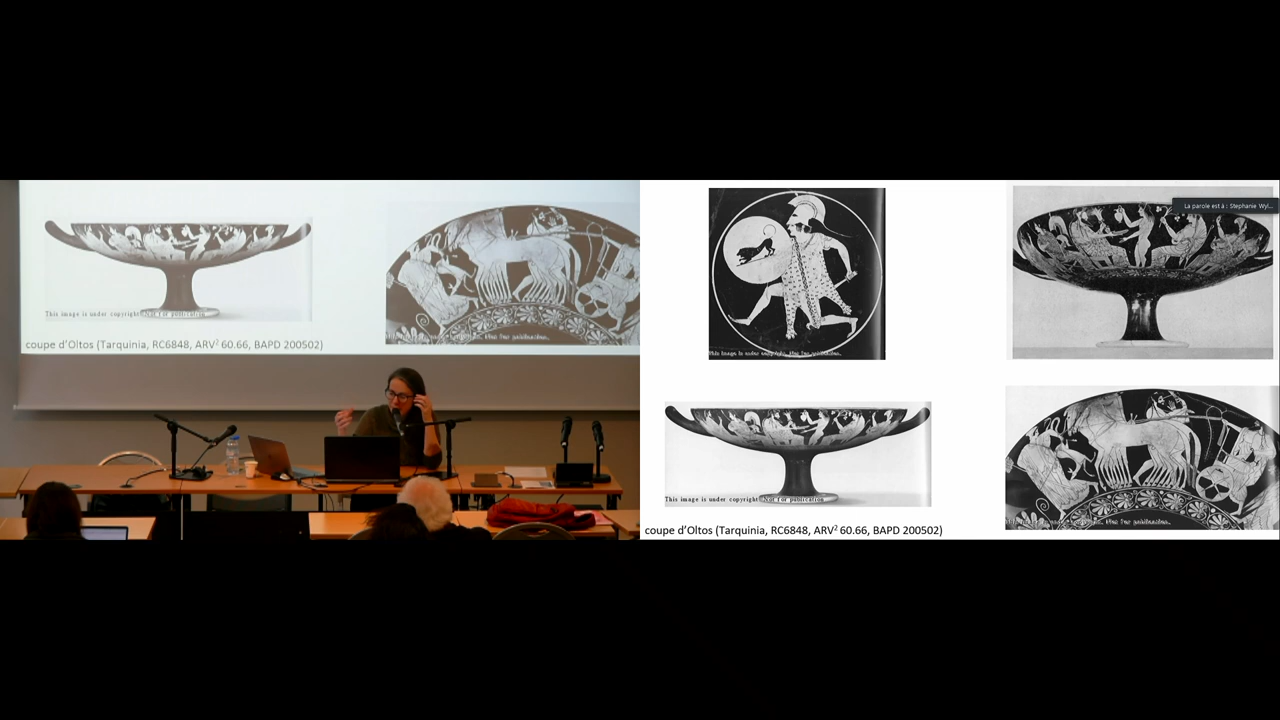 This image is under copyright. Not for publication.
coupe d'Oltos (Tarquinia, RC6848, ARV² 60.66, BAPD 200502)
La parole est à : Stephanie Wyl...
This image is under copyright. Not for publication.
This image is under copyright. Not for publication.
coupe d'Oltos (Tarquinia, RC6848, ARV² 60.66, BAPD 200502)